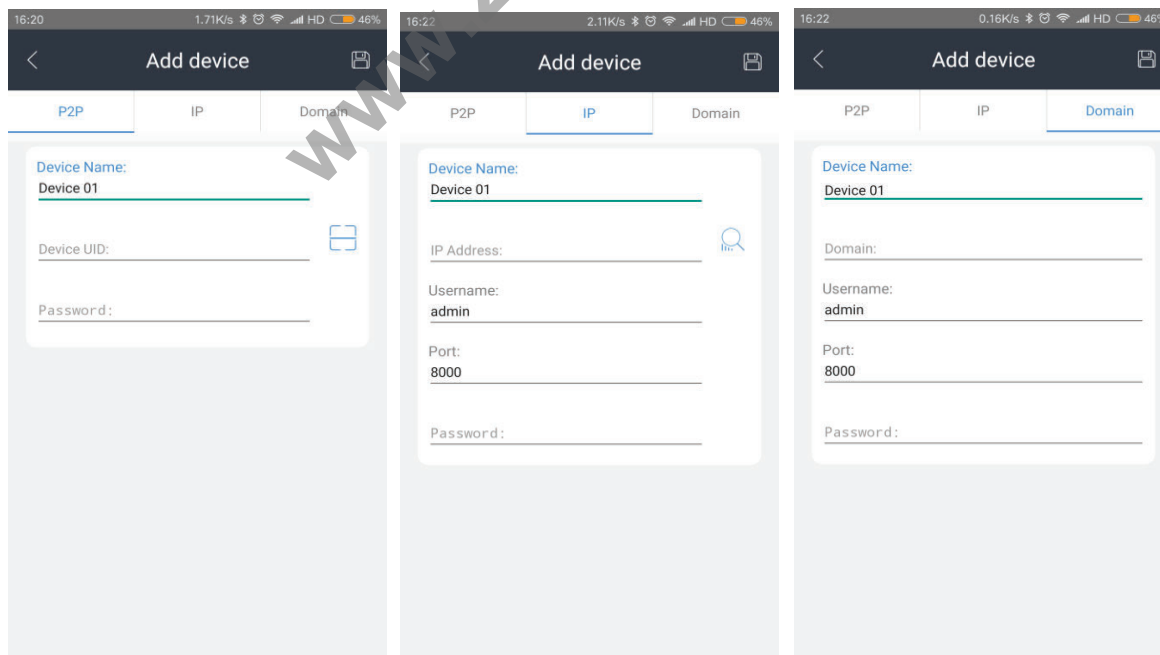 16:20 1.71K/s HD 46%
Add device
P2P IP Domain
Device Name:
Device 01
Device UID:
Password:
16:22 2.11K/s HD 46%
Add device
P2P IP Domain
Device Name:
Device 01
IP Address:
Username:
admin
Port:
8000
Password:
16:22 0.16K/s HD 46%
Add device
P2P IP Domain
Device Name:
Device 01
Domain:
Username:
admin
Port:
8000
Password:
www.